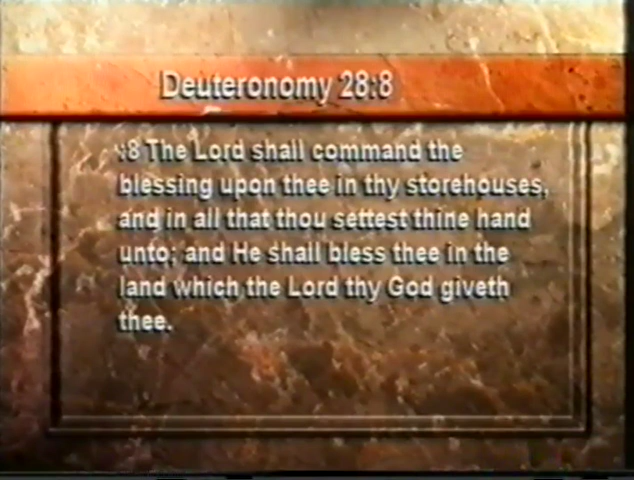 Deuteronomy 28:8
:8 The Lord shall command the
blessing upon thee in thy storehouses,
and in all that thou settest thine hand
unto; and He shall bless thee in the
land which the Lord thy God giveth
thee.